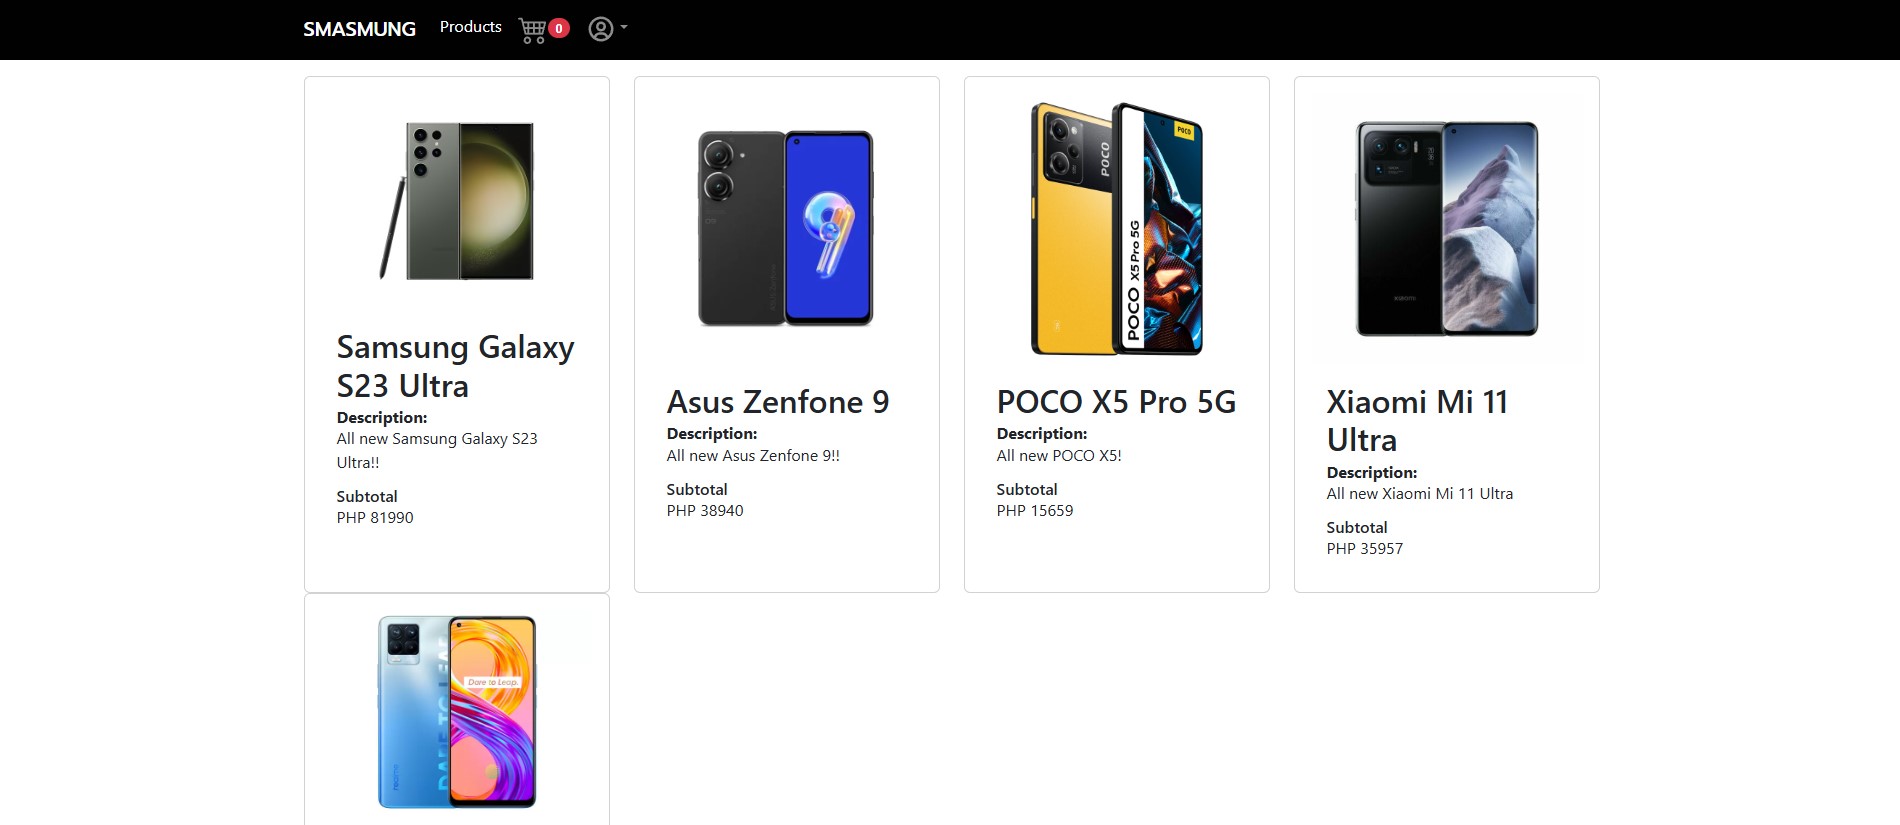 SMASMUNG Products 0
Samsung Galaxy
S23 Ultra
Description:
All new Samsung Galaxy S23
Ultra!!
Subtotal
PHP 81990
Asus Zenfone 9
Description:
All new Asus Zenfone 9!!
Subtotal
PHP 38940
POCO
POCO
POCO X5 Pro 5G
POCO X5 Pro 5G
Description:
All new POCO X5!
Subtotal
PHP 15659
xiaomi
Xiaomi Mi 11
Ultra
Description:
All new Xiaomi Mi 11 Ultra
Subtotal
PHP 35957
realme
DARE TO LEAP
Dare to Leap.